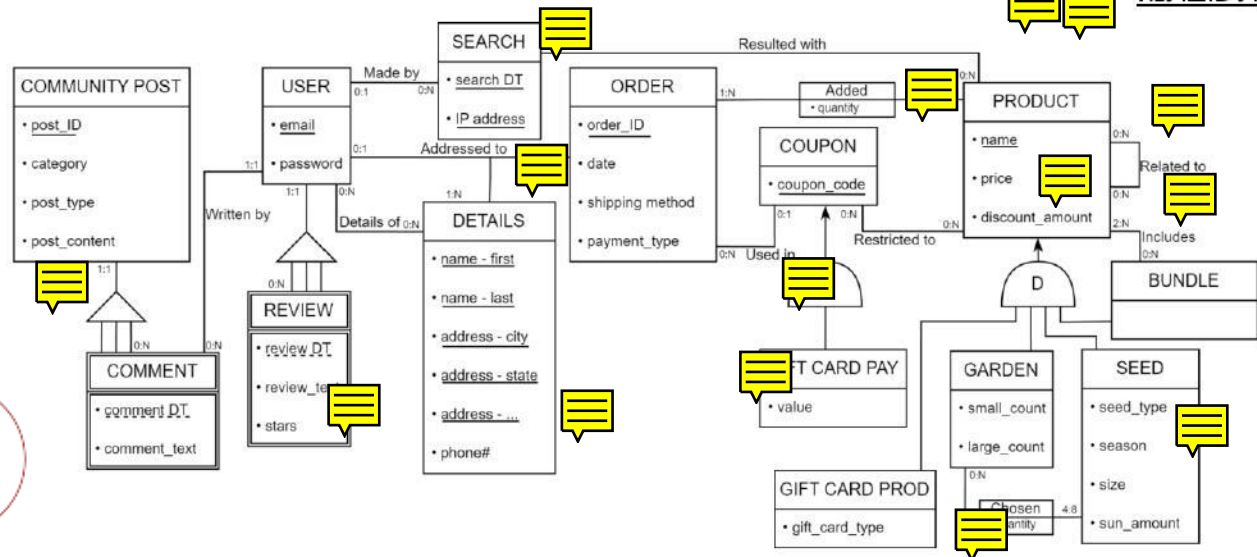 SEARCH
• search DT
• IP address
Resulted with
0:N
Made by
0:1
0:N
COMMUNITY POST
• post_ID
• category
• post_type
• post_content
1:1
USER
• email
• password
1:1
1:1
0:N
0:1
Addressed to
1:N
Written by
Details of
0:N
ORDER
• order_ID
• date
• shipping method
• payment_type
1:N
Added
• quantity
0:N
COUPON
• coupon_code
0:1
0:N
Used in
Restricted to
0:N
PRODUCT
• name
• price
• discount_amount
0:N
Related to
0:N
2:N
Includes
0:N
BUNDLE
DETAILS
• name - first
• name - last
• address - city
• address - state
• address - ...
• phone#
0:N
REVIEW
• review DT
• stars
0:N
0:N
COMMENT
• comment DT
• comment_text
D
CARD PAY
• value
GARDEN
• small_count
• large_count
0:N
SEED
• seed_type
• season
• size
• sun_amount
Chosen
4:8
GIFT CARD PROD
• gift_card_type